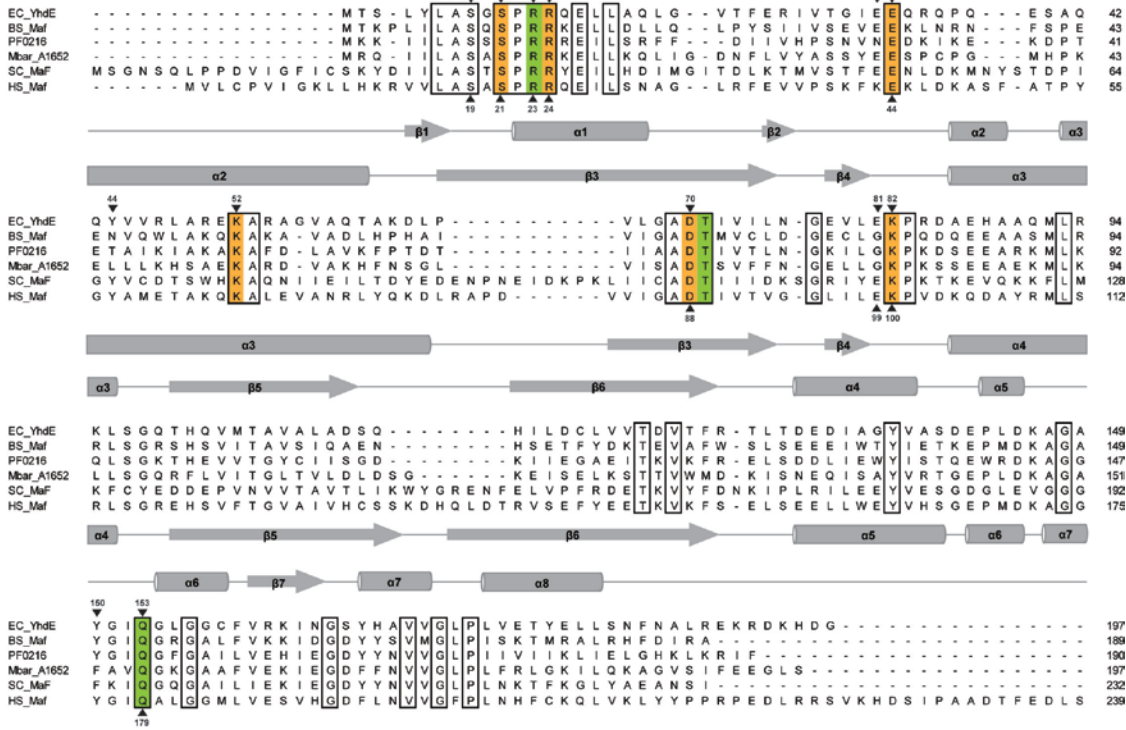 EC_YhdE - - - - - - - - - - - - - - - - M T S - L Y L A S G S P R R Q E L L A Q L G - - V T F E R I V T G I E E Q R Q P Q - - - E S A Q 42
BS_Maf - - - - - - - - - - - - - - - - M T K P L I L A S Q S P R R K E L L D L L Q - - L P Y S I I V S E V E E K L N R N - - - F S P E 43
PF0216 - - - - - - - - - - - - - - - - M K K - I I L A S S S P R R R E I L S R F F - - D I I V H P S N V N E D K I K E - - - K D P T 41
Mbar_A1652 - - - - - - - - - - - - - - - - M R Q - I I L A S A S P R R K E L L K Q L I G - D N F L V Y A S S Y E E S P C P G - - - M H P K 43
SC_MaF M S G N S Q L P P D V I G F I C S K Y D I I L A S T S P R R Y E I L H D I M G I T D L K T M V S T F E E N L D K M N Y S T D P I 64
HS_Maf - - - - - - M V L C P V I G K L L H K R V V L A S A S P R R Q E I L S N A G - - L R F E V V P S K F K E K L D K A S F - A T P Y 55
19 21 23 24 44
β1 α1 β2 α2 α3
α2 β3 β4 α3
44 52 70 81 82
EC_YhdE Q Y V V R L A R E K A R A G V A Q T A K D L P - - - - - - - - - - - V L G A D T I V I L N - G E V L E K P R D A E H A A Q M L R 94
BS_Maf E N V Q W L A K Q K A K A - V A D L H P H A I - - - - - - - - - - - V I G A D T M V C L D - G E C L G K P Q D Q E E A A S M L R 94
PF0216 E T A I K I A K A K A F D - L A V K F P T D T - - - - - - - - - - - V I A A D T I V T L N - G K I L G K P K D S E E A R K M L R 92
Mbar_A1652 E L L L K H S A E K A R D - V A K H F N S G L - - - - - - - - - - - V I S A D T S V F F N - G E L L G K P K S S E E A E K M L K 94
SC_MaF G Y V C D T S W H K A Q N I I E I L T D Y E D E N P N E I D K P K L I I C A D T I I I D K S G R I Y E K P K T K E V Q K K F L M 128
HS_Maf G Y A M E T A K Q K A L E V A N R L Y Q K D L R A P D - - - - - - - V V I G A D T I V T V G - G L I L E K P V D K Q D A Y R M L S 112
88 99 100
α3 β3 β4 α4
α3 β5 β6 α4 α5
EC_YhdE K L S G Q T H Q V M T A V A L A D S Q - - - - - - - - H I L D C L V V T D V T F R - T L T D E D I A G Y V A S D E P L D K A G A 149
BS_Maf R L S G R S H S V I T A V S I Q A E N - - - - - - - - H S E T F Y D K T E V A F W - S L S E E E I W T Y I E T K E P M D K A G A 149
PF0216 Q L S G K T H E V V T G Y C I I S G D - - - - - - - - K I I E G A E I T K V K F R - E L S D D L I E W Y I S T Q E W R D K A G G 147
Mbar_A1652 L L S G Q R F L V I T G L T V L D L D S G - - - - - - K E I S E L K S T T V W M D - K I S N E Q I S A Y V R T G E P L D K A G A 151
SC_MaF K F C Y E D D E P V N V V T A V T L I K W Y G R E N F E L V P F R D E T K V Y F D N K I P L R I L E E Y V E S G D G L E V G G G 192
HS_Maf R L S G R E H S V F T G V A I V H C S S K D H Q L D T R V S E F Y E E T K V K F S - E L S E E L L W E Y V H S G E P M D K A G G 175
α4 β5 β6 α5 α6 α7
α6 β7 α7 α8
150 153
EC_YhdE Y G I Q G L G G C F V R K I N G S Y H A V V G L P L V E T Y E L L S N F N A L R E K R D K H D G - - - - - - - - - - - - - - - - 197
BS_Maf Y G I Q G R G A L F V K K I D G D Y Y S V M G L P I S K T M R A L R H F D I R A - - - - - - - - - - - - - - - - - - - - - - - - 189
PF0216 Y G I Q G F G A I L V E H I E G D Y Y N V V G L P I I V I I K L I E L G H K L K R I F - - - - - - - - - - - - - - - - - - - - - 190
Mbar_A1652 F A V Q G K G A A F V E K I E G D F F N V V G L P L F R L G K I L Q K A G V S I F E E G L S - - - - - - - - - - - - - - - - - - 197
SC_MaF F K I Q G Q G A I L I E K I E G D Y Y N V V G L P L N K T F K G L Y A E A N S I - - - - - - - - - - - - - - - - - - - - - - - - 232
HS_Maf Y G I Q A L G G M L V E S V H G D F L N V V G F P L N H F C K Q L V K L Y Y P P R P E D L R R S V K H D S I P A A D T F E D L S 239
179